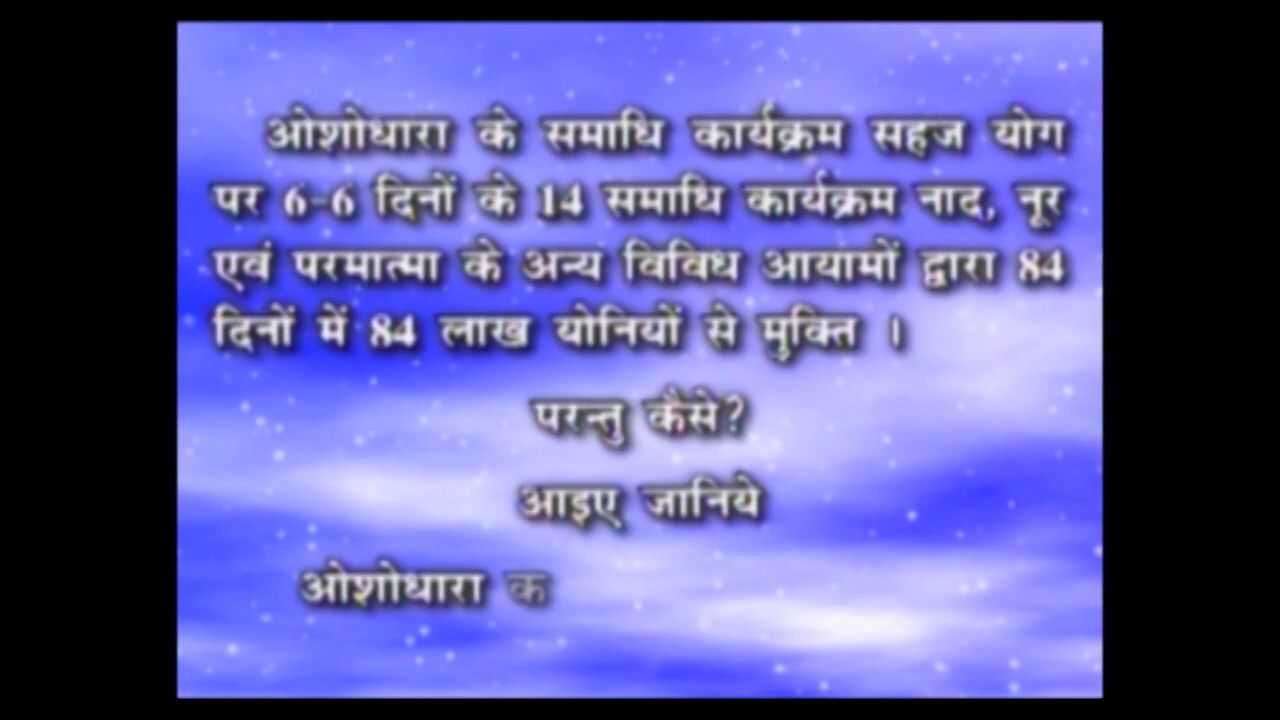 ओशोधारा के समाधि कार्यक्रम सहज योग
पर 6-6 दिनों के 14 समाधि कार्यक्रम नाद, नूर
एवं परमात्मा के अन्य विविध आयामों द्वारा 84
दिनों में 84 लाख योनियों से मुक्ति ।
परन्तु कैसे?
आइए जानिये
ओशोधारा क